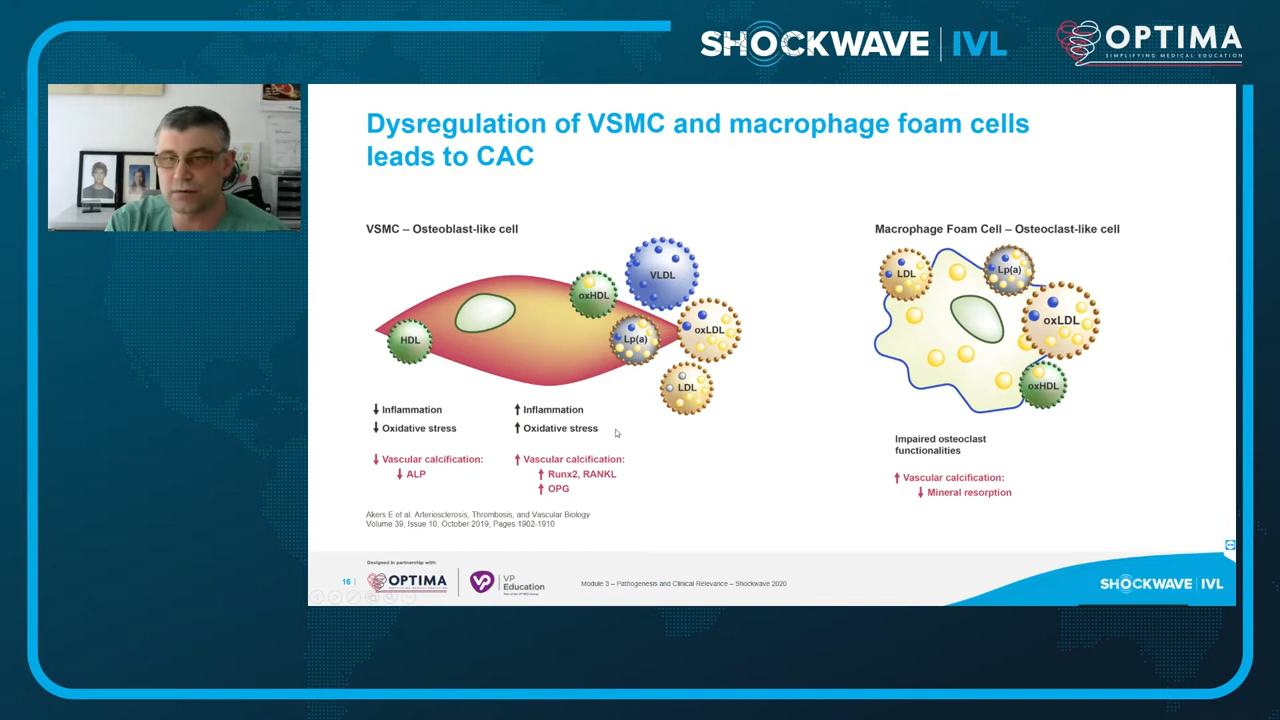 SHOCKWAVE | IVL
OPTIMA
SIMPLIFYING MEDICAL EDUCATION
Dysregulation of VSMC and macrophage foam cells
leads to CAC
VSMC – Osteoblast-like cell
HDL
oxHDL
VLDL
Lp(a)
oxLDL
LDL
↓ Inflammation
↓ Oxidative stress
↓ Vascular calcification:
↓ ALP
↑ Inflammation
↑ Oxidative stress
↑ Vascular calcification:
↑ Runx2, RANKL
↑ OPG
Macrophage Foam Cell – Osteoclast-like cell
LDL
Lp(a)
oxLDL
oxHDL
Impaired osteoclast
functionalities
↑ Vascular calcification:
↓ Mineral resorption
Akers E et al. Arteriosclerosis, Thrombosis, and Vascular Biology
Volume 39, Issue 10, October 2019, Pages 1902-1910
Designed in partnership with:
16 |
OPTIMA
VP
Education
Module 3 – Pathogenesis and Clinical Relevance – Shockwave 2020
SHOCKWAVE | IVL